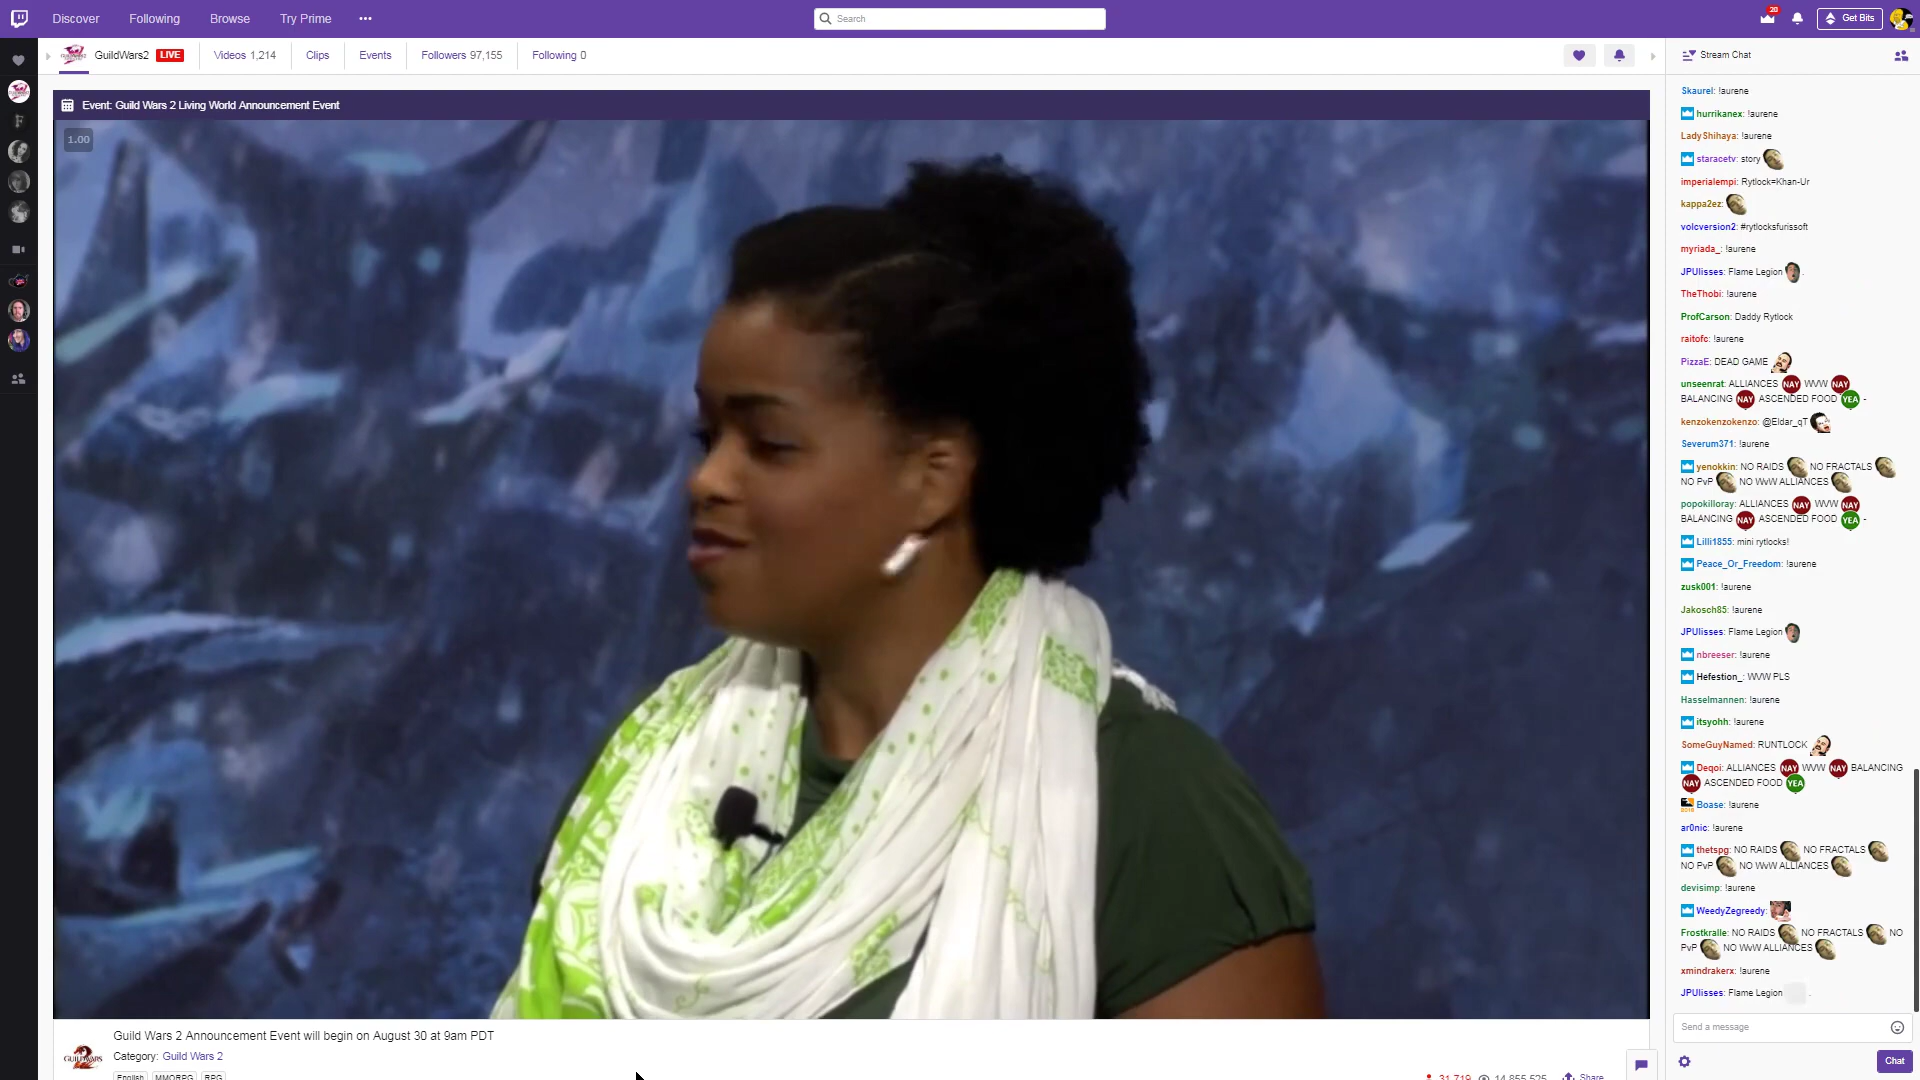 Discover Following Browse Try Prime Search 20 Get Bits
GuildWars2 LIVE Videos 1,214 Clips Events Followers 97,155 Following 0
Event: Guild Wars 2 Living World Announcement Event
1.00
Guild Wars 2 Announcement Event will begin on August 30 at 9am PDT
Category: Guild Wars 2
English MMORPG RPG
31,719 14,855,525 Share
Stream Chat
Skaurel: !aurene
hurrikanex: !aurene
LadyShihaya: !aurene
staracetv: story
imperialempi: Rytlock=Khan-Ur
kappa2ez:
volcversion2: #rytlocksfurissoft
myriada_: !aurene
JPUlisses: Flame Legion
TheThobi: !aurene
ProfCarson: Daddy Rytlock
raitofc: !aurene
PizzaE: DEAD GAME
unseenrat: ALLIANCES NAY WVW NAY
BALANCING NAY ASCENDED FOOD YEA -
kenzokenzokenzo: @Eldar_qT
Severum371: !aurene
yenokkin: NO RAIDS NO FRACTALS
NO PvP NO WvW ALLIANCES
popokilloray: ALLIANCES NAY WVW NAY
BALANCING NAY ASCENDED FOOD YEA -
Lilli1855: mini rytlocks!
Peace_Or_Freedom: !aurene
zusk001: !aurene
Jakosch85: !aurene
JPUlisses: Flame Legion
nbreeser: !aurene
Hefestion_: WVW PLS
Hasselmannen: !aurene
itsyohh: !aurene
SomeGuyNamed: RUNTLOCK
Deqoi: ALLIANCES NAY WVW NAY BALANCING
NAY ASCENDED FOOD YEA
Boase: !aurene
ar0nic: !aurene
thetspg: NO RAIDS NO FRACTALS
NO PvP NO WvW ALLIANCES
devisimp: !aurene
WeedyZegreedy:
Frostkralle: NO RAIDS NO FRACTALS NO
PvP NO WvW ALLIANCES
xmindrakerx: !aurene
JPUlisses: Flame Legion .
Send a message
Chat